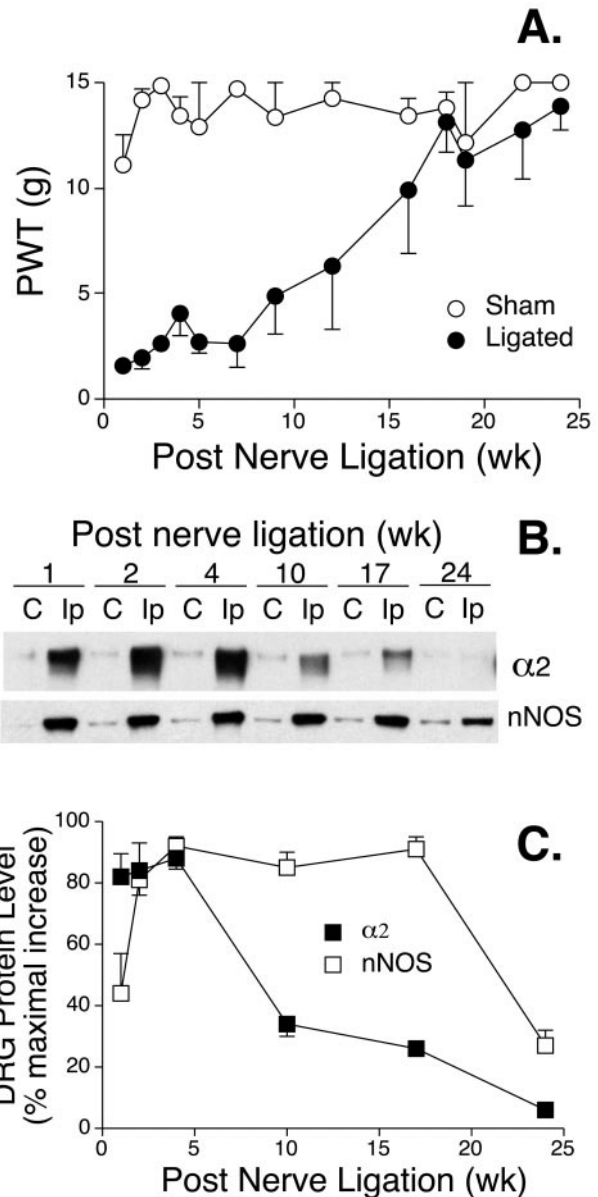 A.
15
10
5
0
PWT (g)
Sham
Ligated
0 5 10 15 20 25
Post Nerve Ligation (wk)
B.
Post nerve ligation (wk)
1 2 4 10 17 24
C Ip C Ip C Ip C Ip C Ip C Ip
α2
nNOS
C.
100
80
60
40
20
0
DRG Protein Level
(% maximal increase)
α2
nNOS
0 5 10 15 20 25
Post Nerve Ligation (wk)